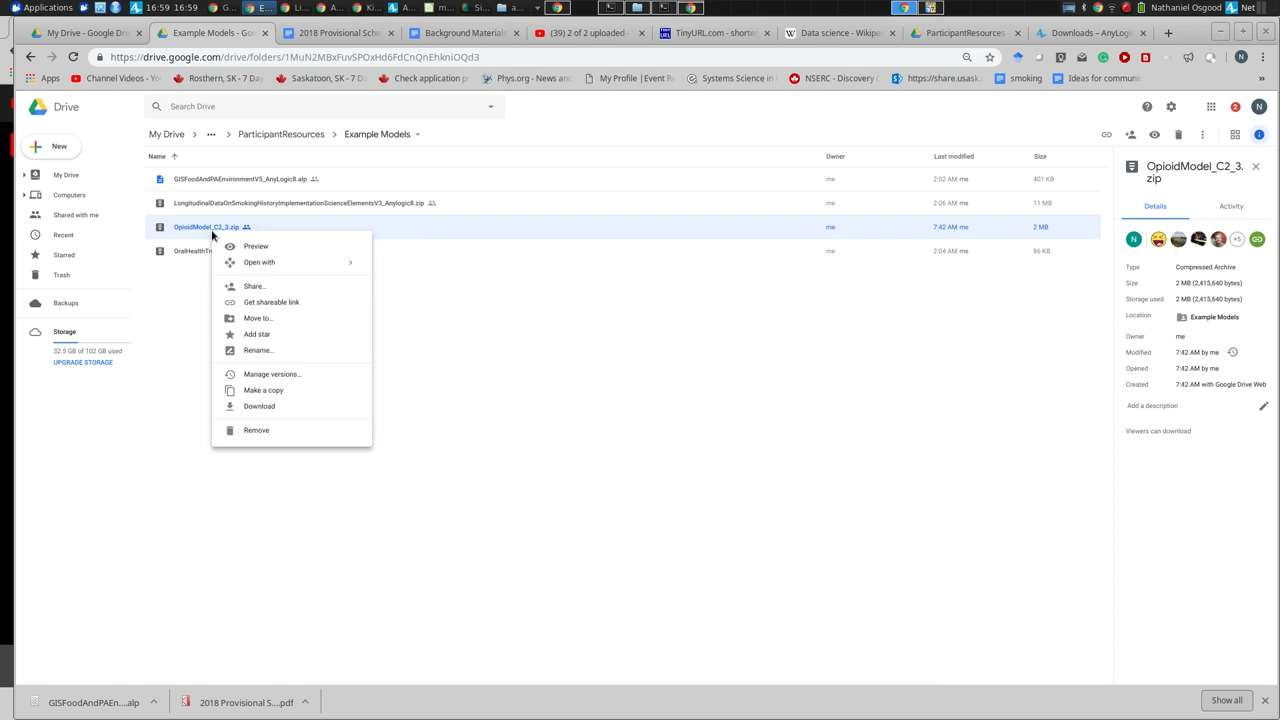 Applications
16:59 16:59
Nathaniel Osgood
Net
My Drive - Google Dri
Example Models - Goo
2018 Provisional Sche
Background Materials
(39) 2 of 2 uploaded -
TinyURL.com - shorte
Data science - Wikipe
ParticipantResources.
Downloads – AnyLogi
https://drive.google.com/drive/folders/1MuN2MBxFuvSPOxHd6FdCnQnEhkniOQd3
Apps
Channel Videos - You
Rosthern, SK - 7 Day
Saskatoon, SK - 7 Da
Check application
Phys.org - News and
My Profile |Event R
Systems Science in
NSERC - Discovery G
https://share.usask.
smoking
Ideas for communic
Drive
Search Drive
2
N
New
My Drive
ParticipantResources
Example Models
My Drive
Computers
Shared with me
Recent
Starred
Trash
Backups
Storage
32.5 GB of 102 GB used
UPGRADE STORAGE
Name
Owner
Last modified
Size
GISFoodAndPAEnvironmentV5_AnyLogic8.alp
me
2:02 AM me
401 KB
LongitudinalDataOnSmokingHistoryImplementationScienceElementsV3_Anylogic8.zip
me
2:06 AM me
11 MB
OpioidModel_C2_3.zip
me
7:42 AM me
2 MB
OralHealthTr
me
2:04 AM me
86 KB
Preview
Open with
Share...
Get shareable link
Move to...
Add star
Rename...
Manage versions...
Make a copy
Download
Remove
OpioidModel_C2_3.
zip
Details
Activity
N
+5
Type
Compressed Archive
Size
2 MB (2,415,640 bytes)
Storage used
2 MB (2,415,640 bytes)
Location
Example Models
Owner
me
Modified
7:42 AM by me
Opened
7:42 AM by me
Created
7:42 AM with Google Drive Web
Add a description
Viewers can download
GISFoodAndPAEn....alp
2018 Provisional S....pdf
Show all